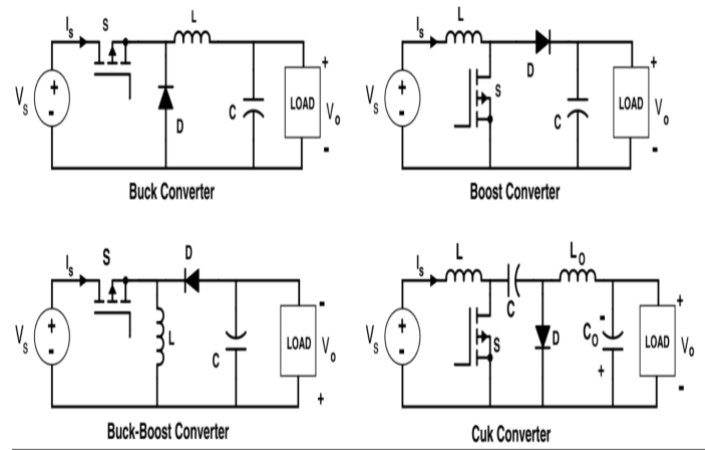 Is S L
Vs + - D C LOAD + Vo -
Buck Converter
Is L D
Vs + - S C LOAD + Vo -
Boost Converter
Is S D
Vs + - L C LOAD - Vo +
Buck-Boost Converter
Is L C Lo
Vs + - S D Co - + LOAD + Vo -
Cuk Converter